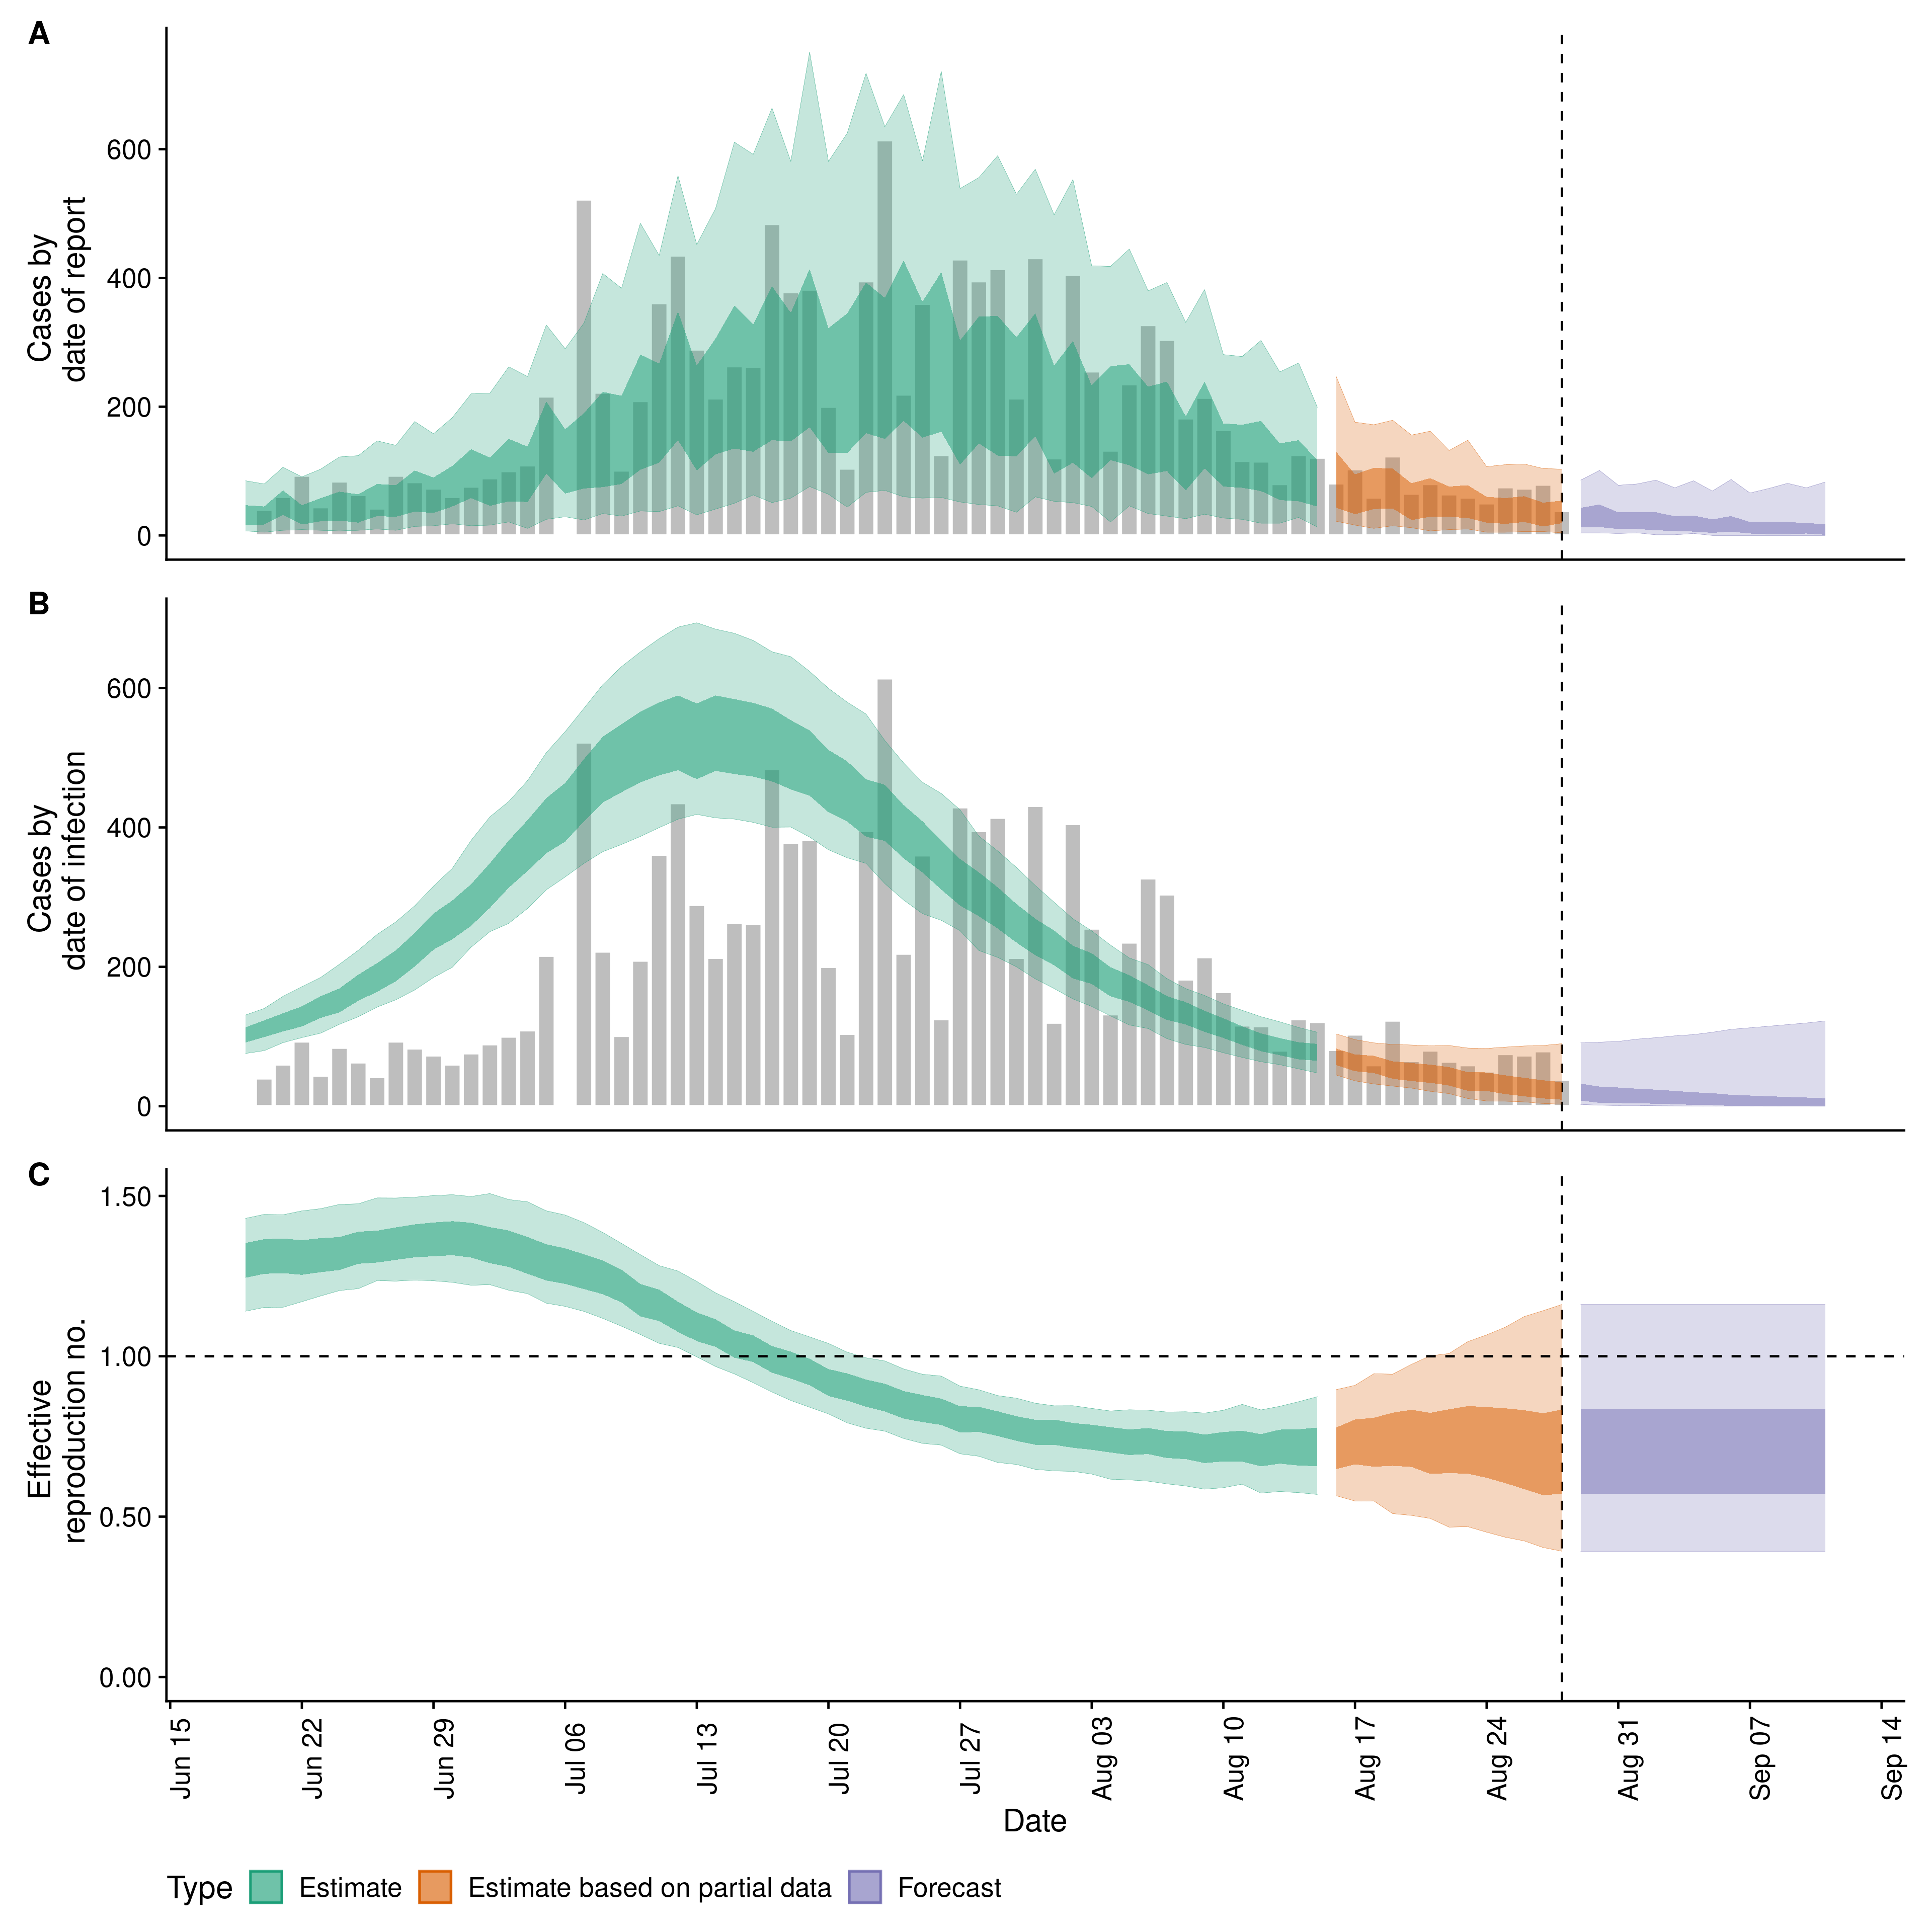 A
Cases by
date of report
600
400
200
0
B
Cases by
date of infection
600
400
200
0
C
Effective
reproduction no.
1.50
1.00
0.50
0.00
Jun 15
Jun 22
Jun 29
Jul 06
Jul 13
Jul 20
Jul 27
Aug 03
Aug 10
Aug 17
Aug 24
Aug 31
Sep 07
Sep 14
Date
Type Estimate Estimate based on partial data Forecast